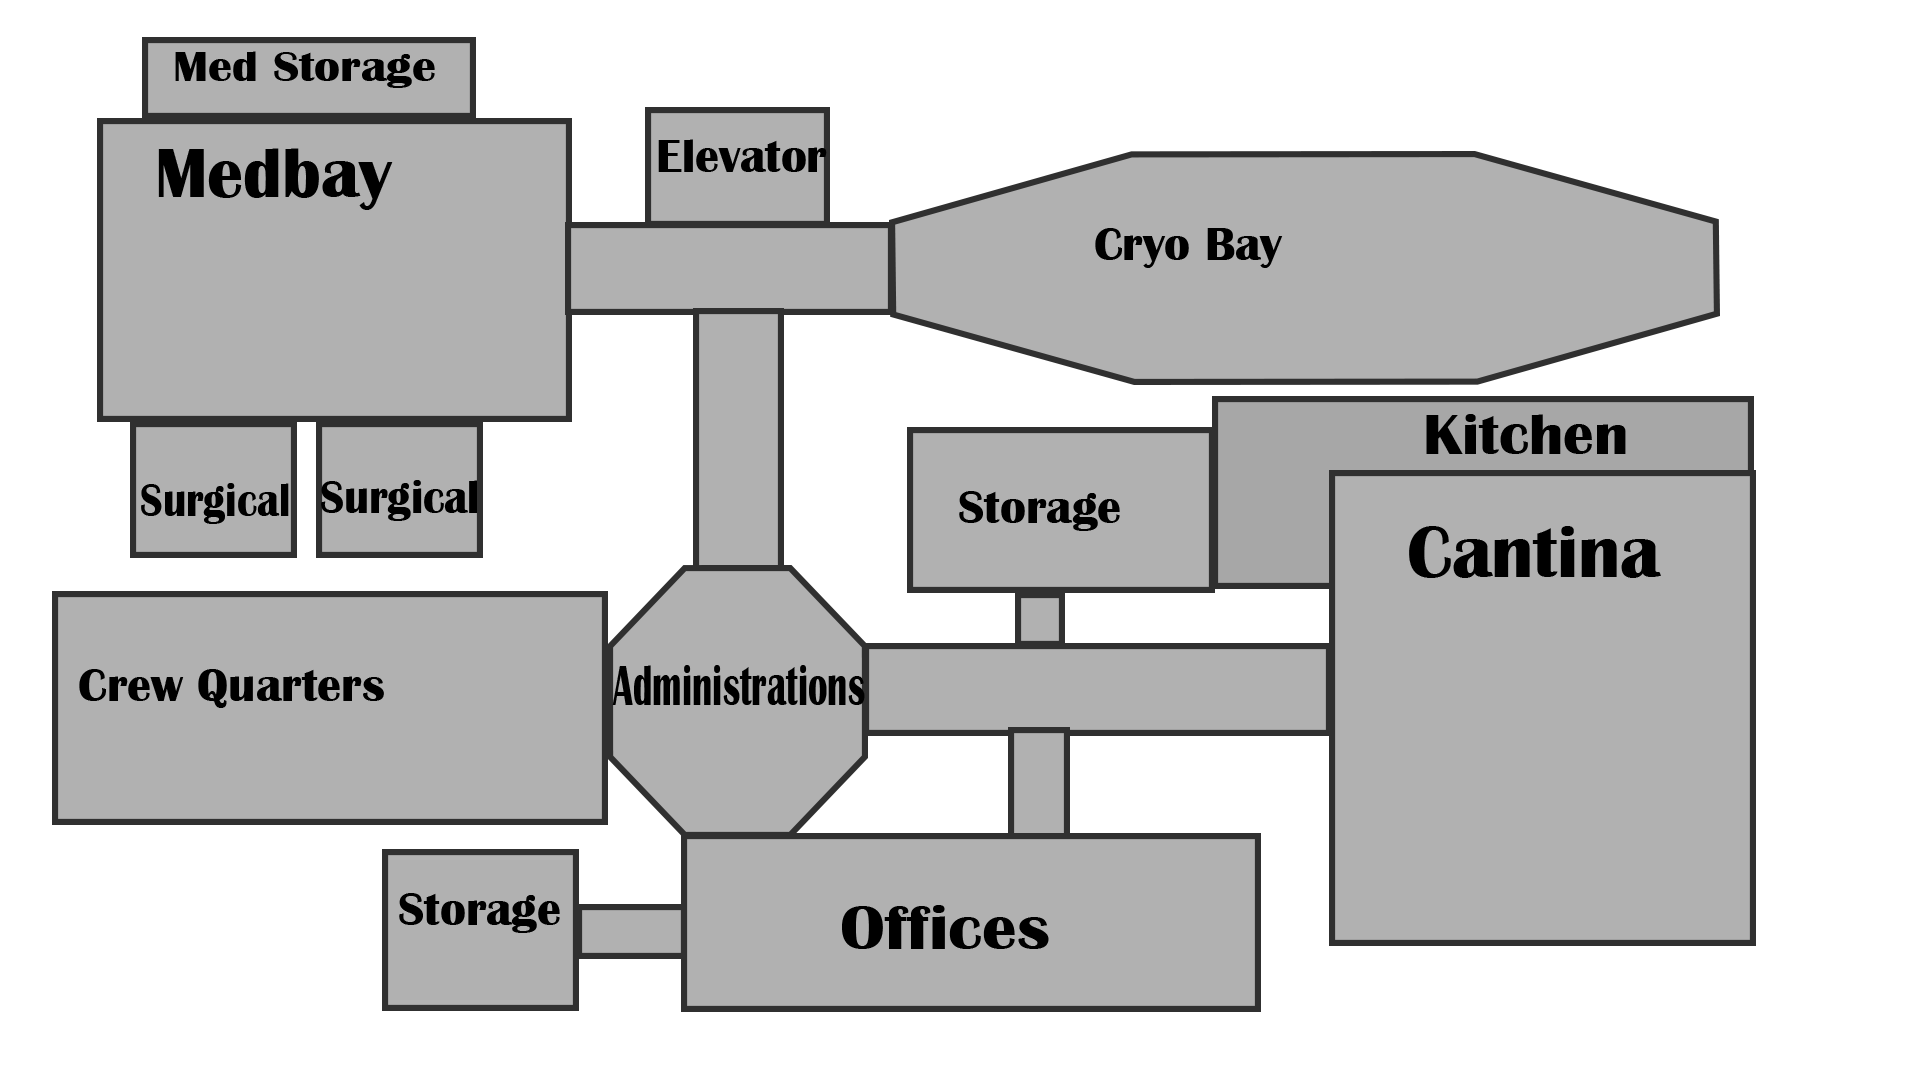 Med Storage
Medbay
Elevator
Cryo Bay
Surgical
Surgical
Kitchen
Storage
Cantina
Crew Quarters
Administrations
Storage
Offices